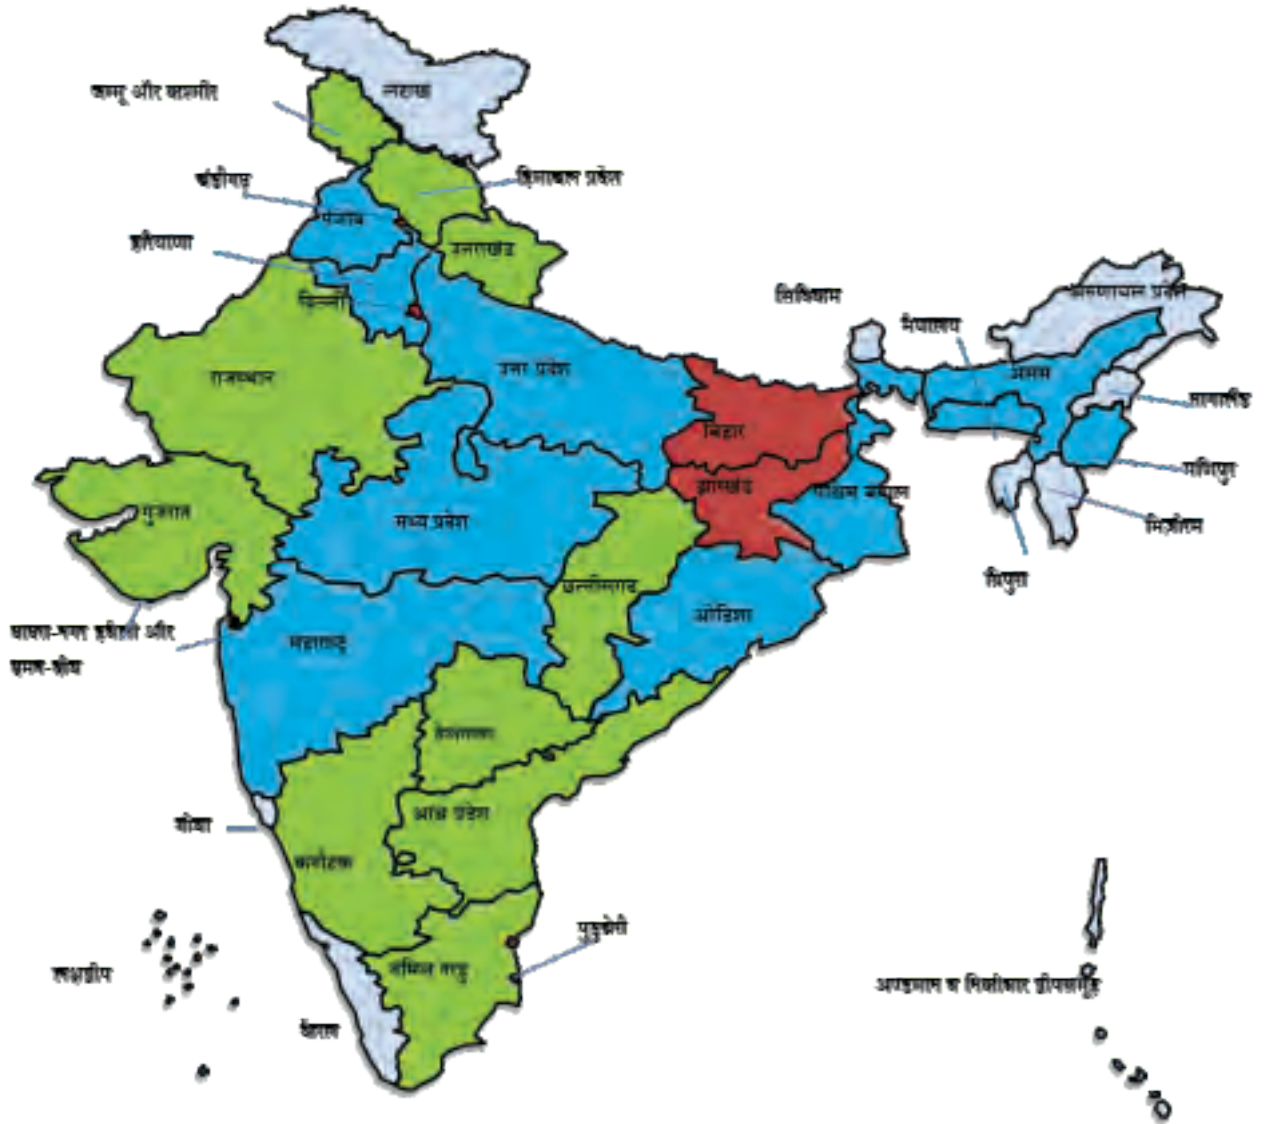 लद्दाख
जम्मू और कश्मीर
चंडीगढ़
हिमाचल प्रदेश
पंजाब
हरियाणा
उत्तराखंड
दिल्ली
सिक्किम
अरुणाचल प्रदेश
मेघालय
असम
राजस्थान
उत्तर प्रदेश
नागालैंड
बिहार
झारखंड
पश्चिम बंगाल
मणिपुर
गुजरात
मध्य प्रदेश
मिज़ोरम
छत्तीसगढ
त्रिपुरा
ओडिशा
दादरा-नगर हवेली और
दमन-दीव
महाराष्ट्र
तेलंगाना
आंध्र प्रदेश
गोवा
कर्नाटक
पुडुचेरी
लक्षद्वीप
तमिल नाडु
अण्डमान व निकोबार द्वीपसमूह
केरल